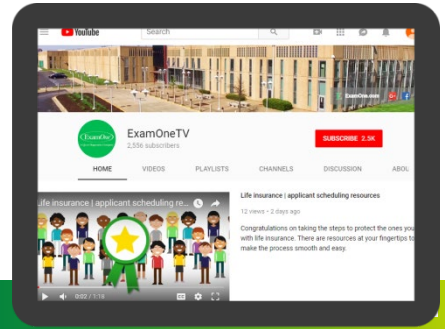 YouTube
Search
ExamOne.com
ExamOne
ExamOneTV
2,556 subscribers
SUBSCRIBE 2.5K
HOME VIDEOS PLAYLISTS CHANNELS DISCUSSION ABOU
Life insurance | applicant scheduling re...
0:02 / 1:19
Life insurance | applicant scheduling resources
12 views • 2 days ago
Congratulations on taking the steps to protect the ones you
with life insurance. There are resources at your fingertips to
make the process smooth and easy.